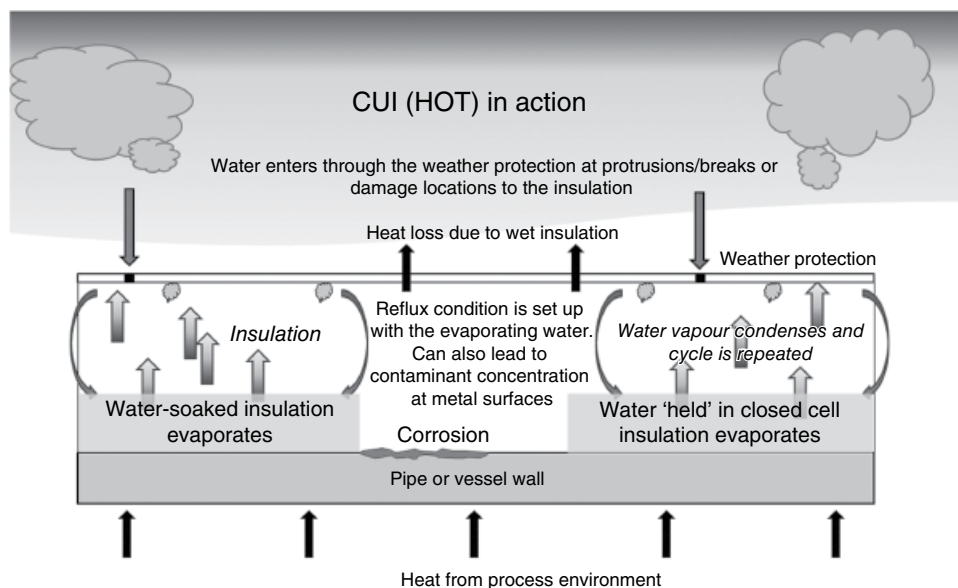 CUI (HOT) in action
Water enters through the weather protection at protrusions/breaks or
damage locations to the insulation
Heat loss due to wet insulation
Weather protection
Insulation
Reflux condition is set up
with the evaporating water.
Can also lead to
contaminant concentration
at metal surfaces
Water vapour condenses and
cycle is repeated
Water-soaked insulation
evaporates
Water ‘held’ in closed cell
insulation evaporates
Corrosion
Pipe or vessel wall
Heat from process environment